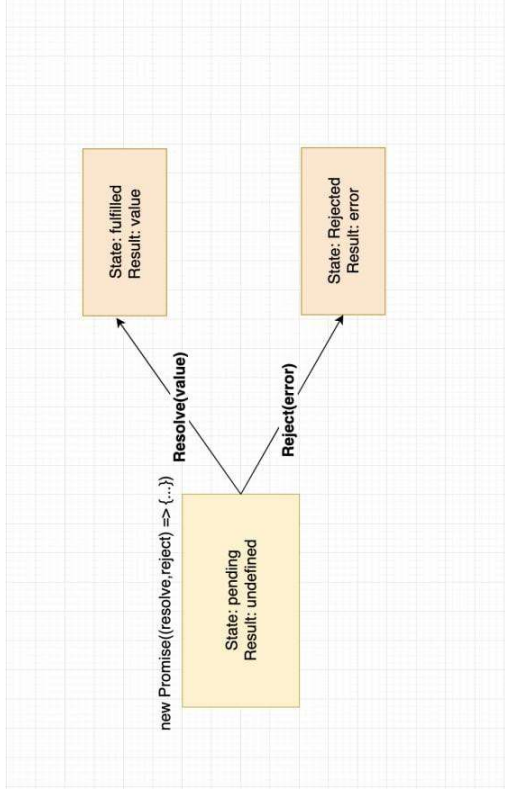 new Promise((resolve,reject) => {...})
State: pending
Result: undefined
Resolve(value)
Reject(error)
State: fulfilled
Result: value
State: Rejected
Result: error